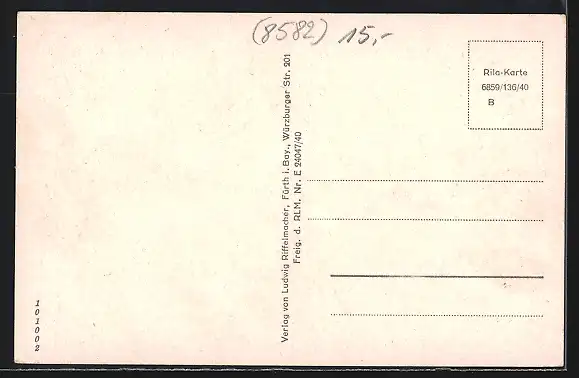 (8582) 15,-
Rila-Karte
6859/136/40
B
Verlag von Ludwig Riffelmacher, Fürth i. Bay., Würzburger Str. 201
Freig. d. RLM. Nr. E 24047/40
101002